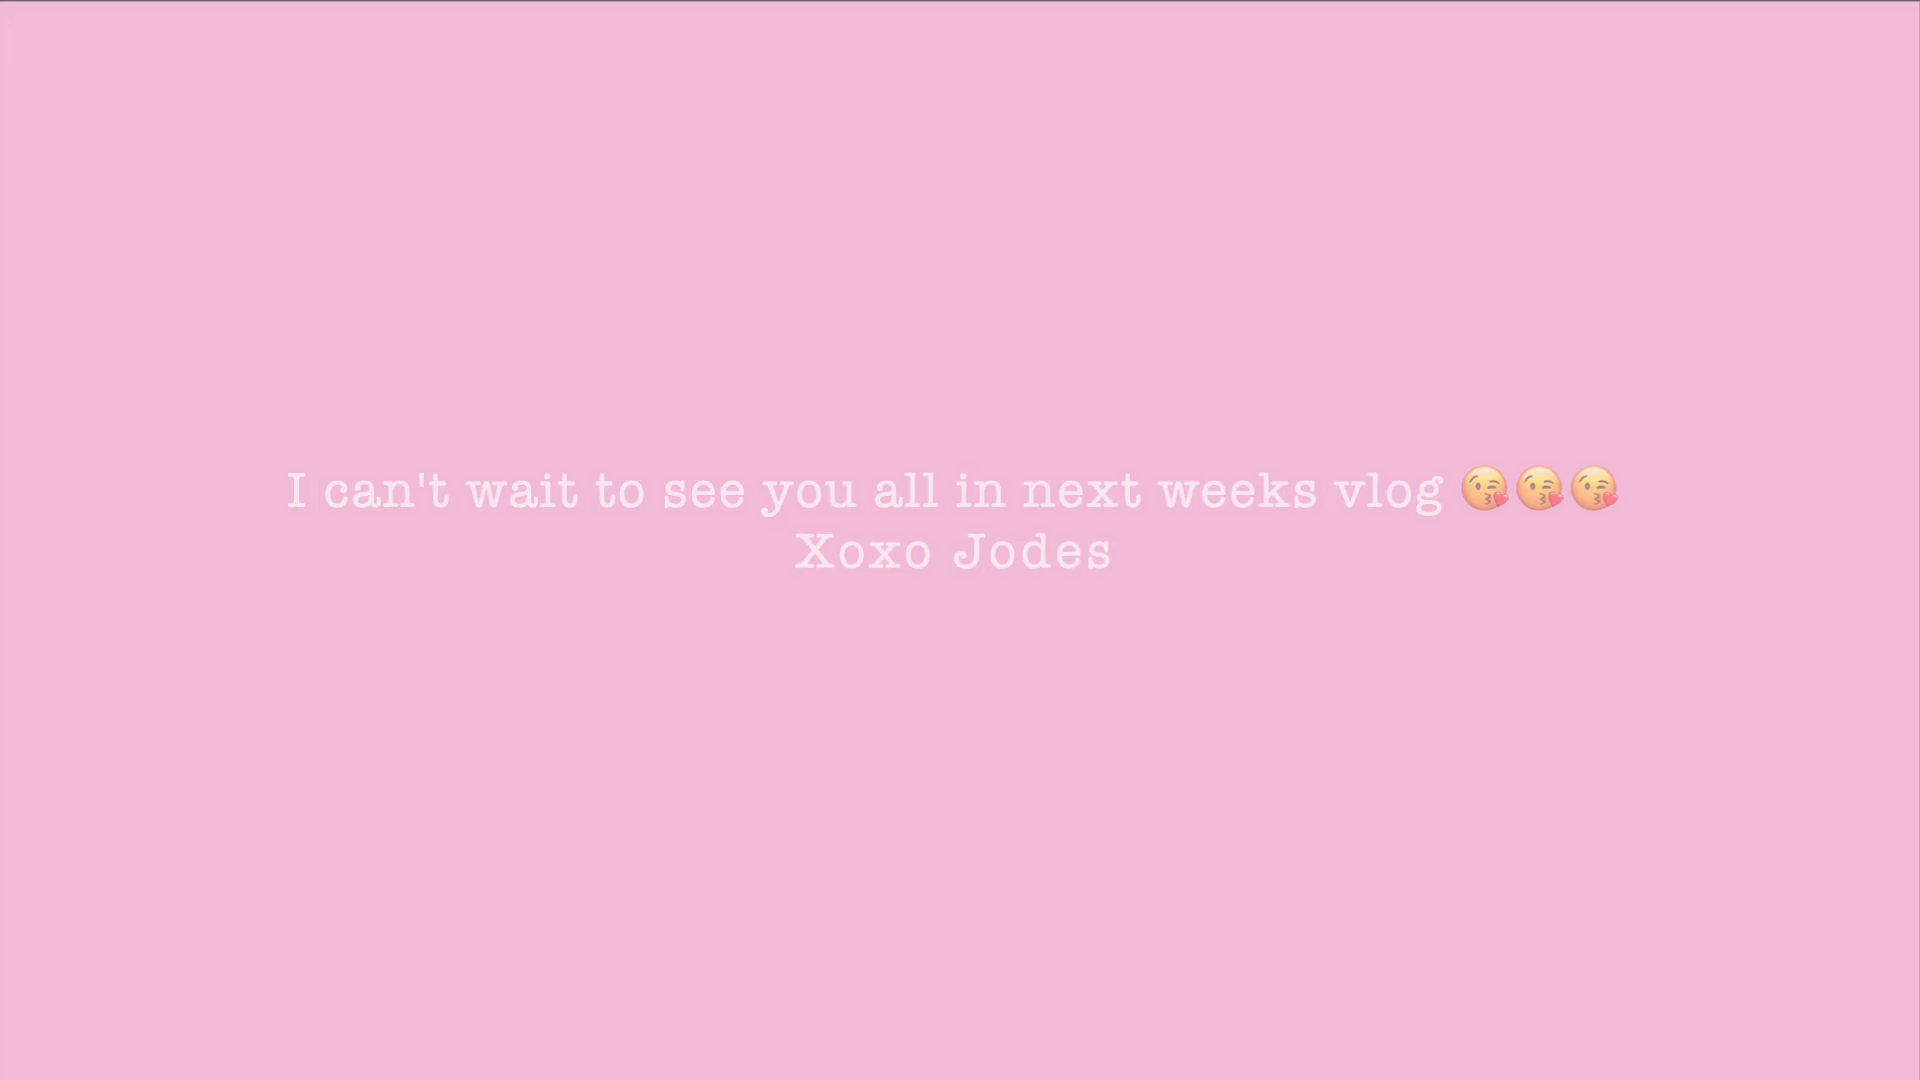 I can't wait to see you all in next weeks vlog 😘😘😘
Xoxo Jodes